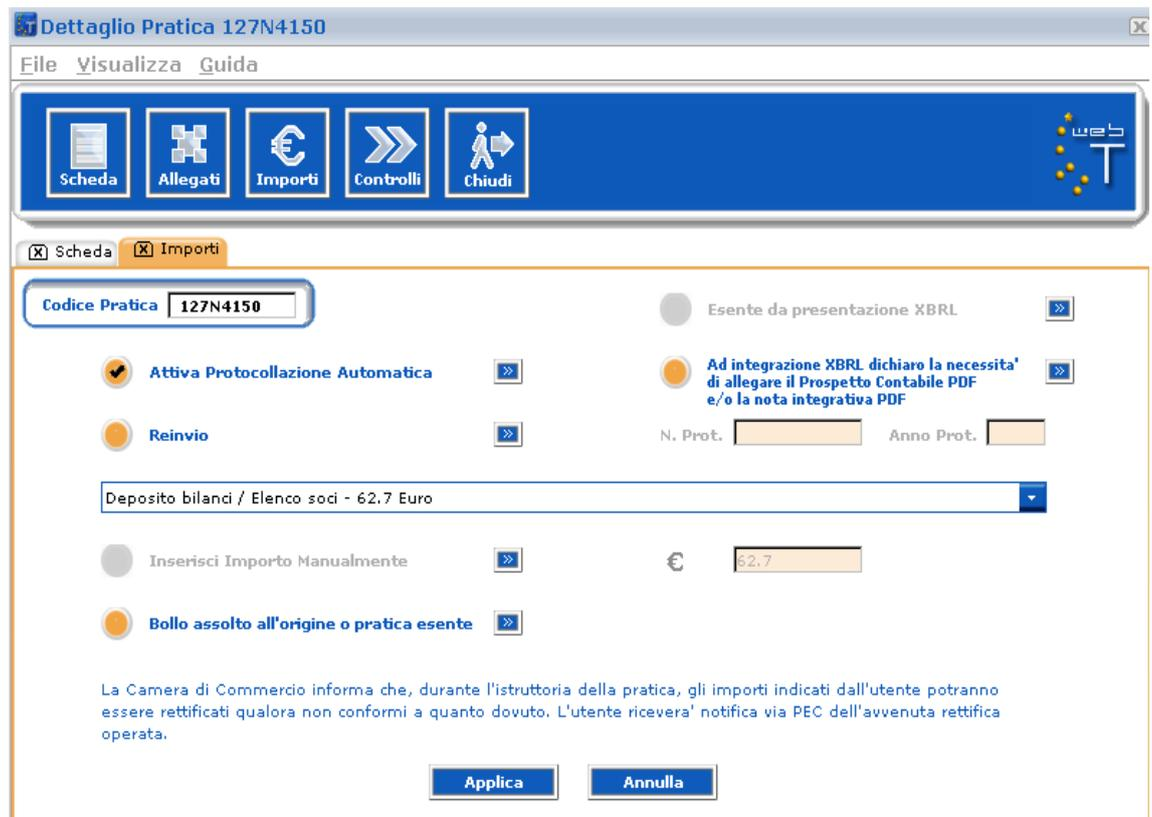 Dettaglio Pratica 127N4150
File Visualizza Guida
Scheda Allegati Importi Controlli Chiudi
web T
Scheda Importi
Codice Pratica 127N4150
Esente da presentazione XBRL
Attiva Protocollazione Automatica
Ad integrazione XBRL dichiaro la necessita'
di allegare il Prospetto Contabile PDF
e/o la nota integrativa PDF
Reinvio
N. Prot. Anno Prot.
Deposito bilanci / Elenco soci - 62.7 Euro
Inserisci Importo Manualmente € 62.7
Bollo assolto all'origine o pratica esente
La Camera di Commercio informa che, durante l'istruttoria della pratica, gli importi indicati dall'utente potranno
essere rettificati qualora non conformi a quanto dovuto. L'utente ricevera' notifica via PEC dell'avvenuta rettifica
operata.
Applica Annulla